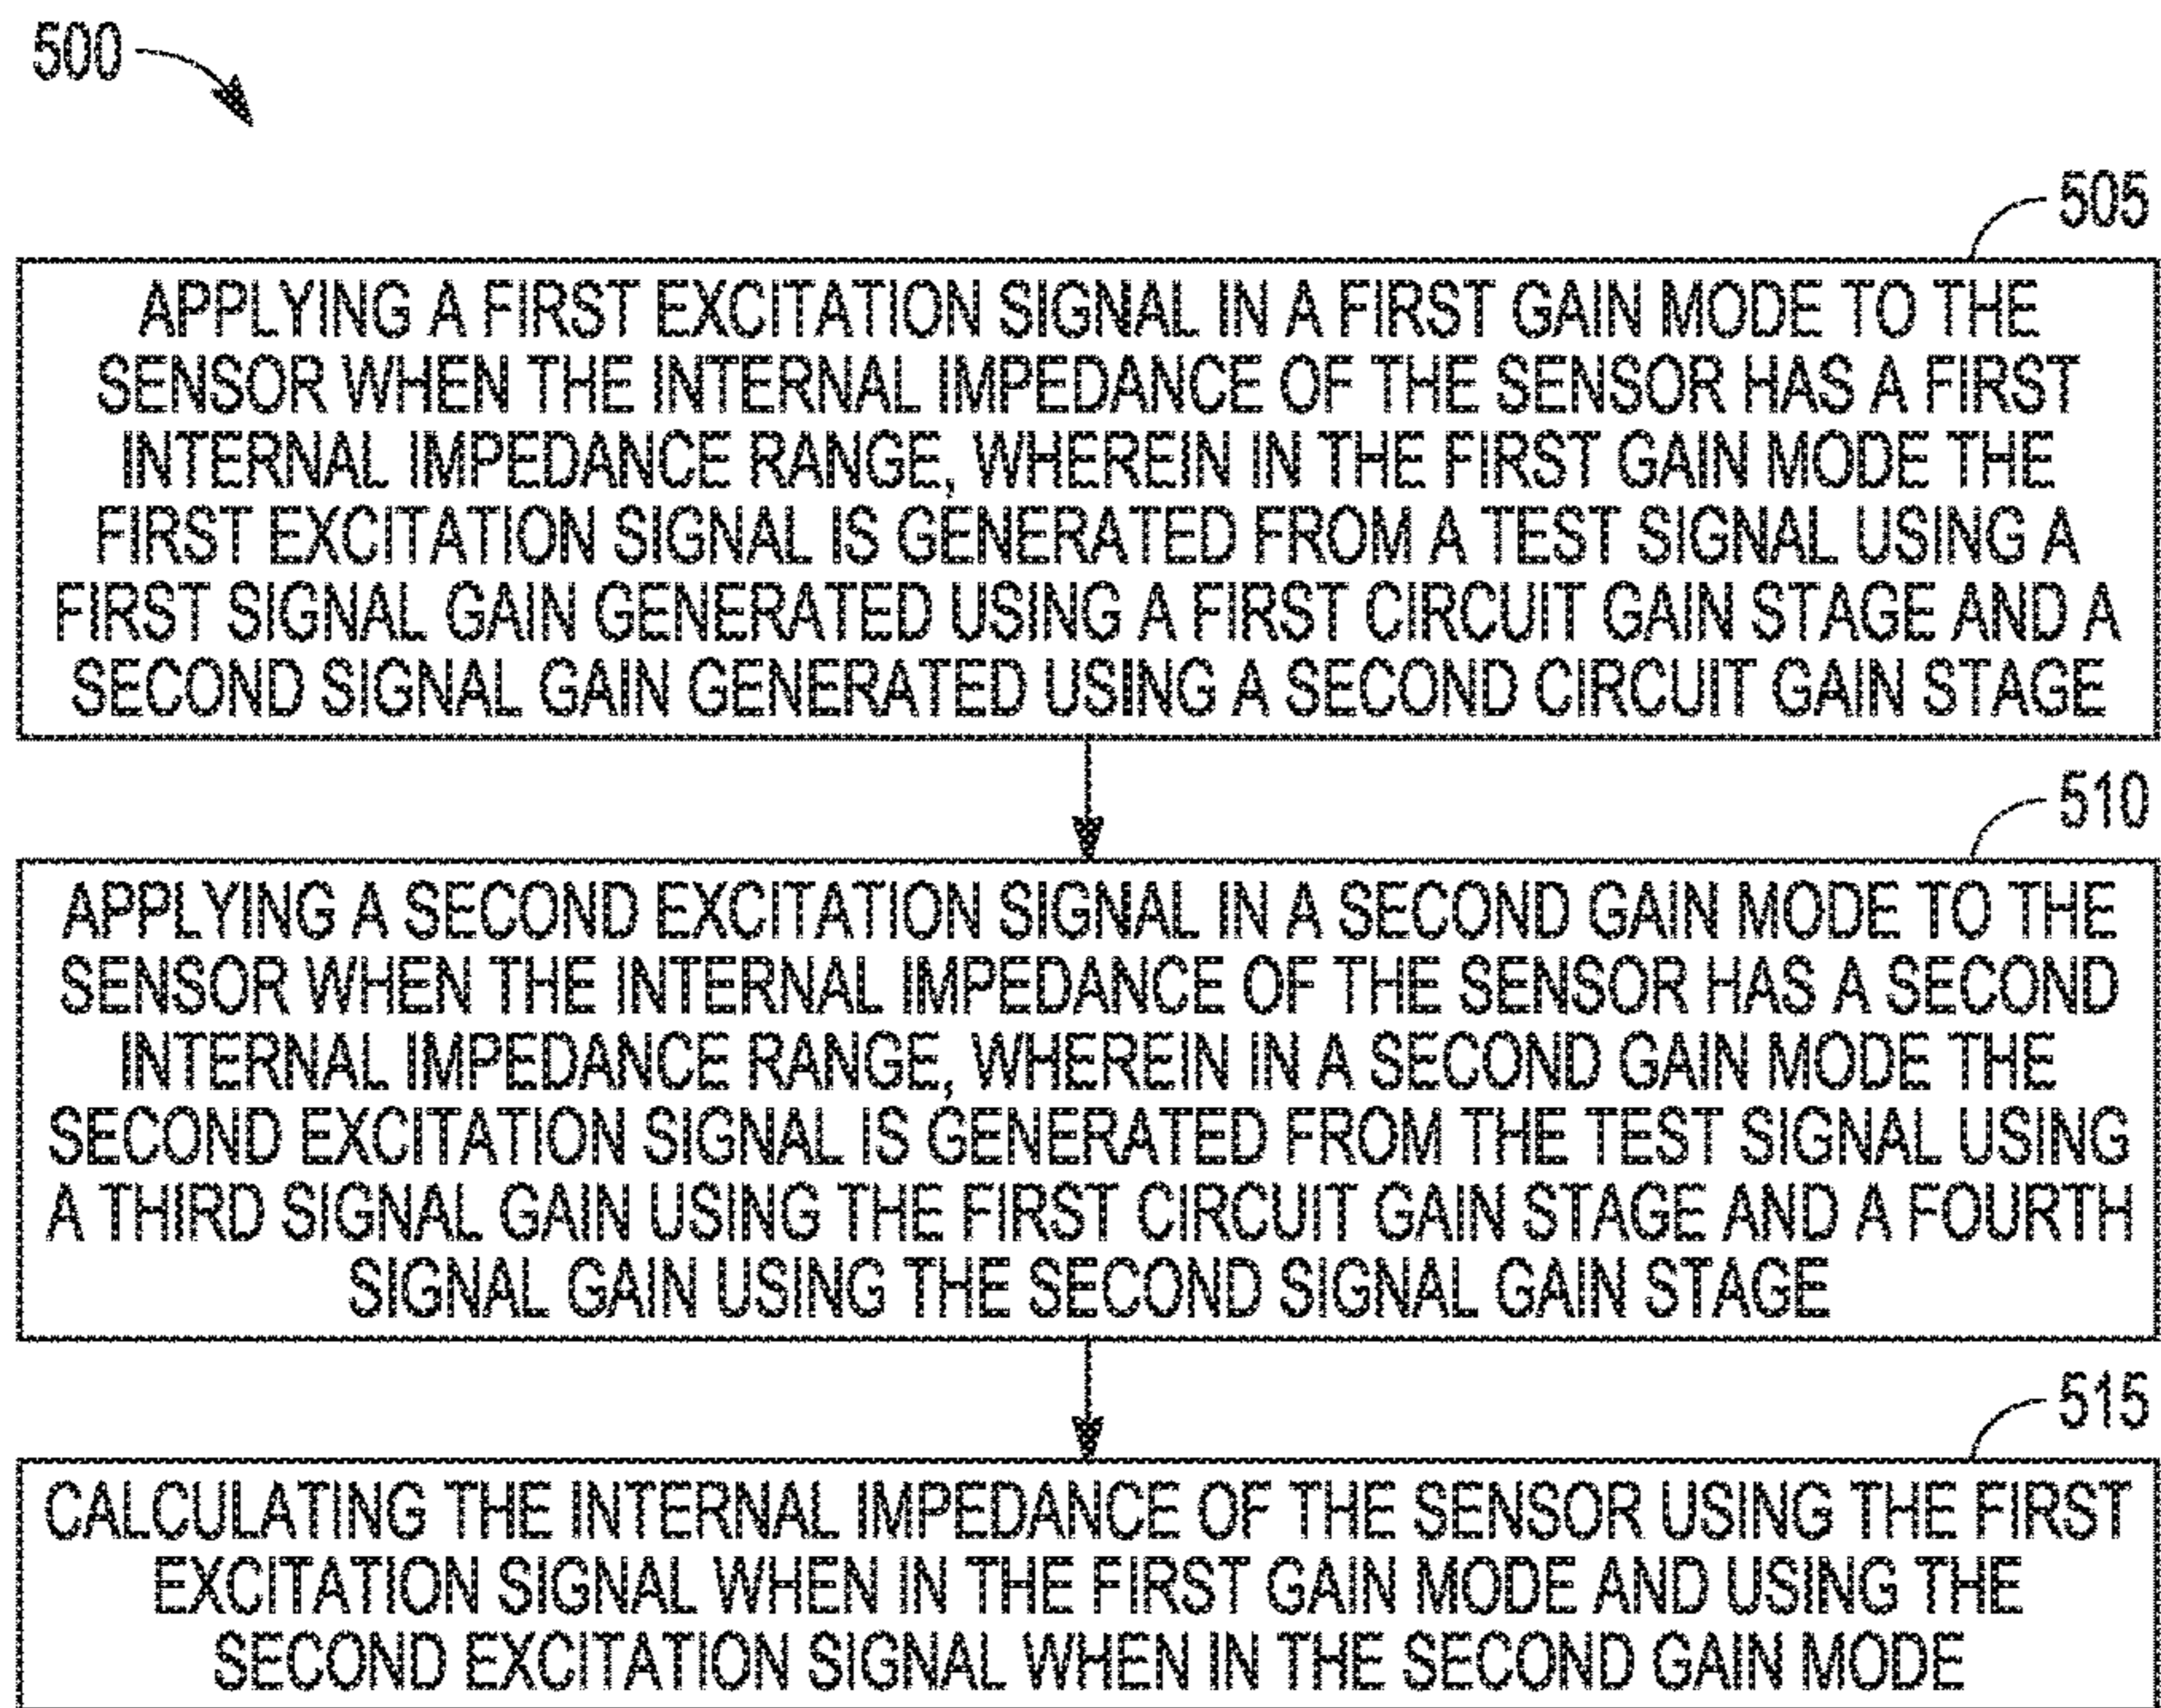 500
505
APPLYING A FIRST EXCITATION SIGNAL IN A FIRST GAIN MODE TO THE
SENSOR WHEN THE INTERNAL IMPEDANCE OF THE SENSOR HAS A FIRST
INTERNAL IMPEDANCE RANGE, WHEREIN IN THE FIRST GAIN MODE THE
FIRST EXCITATION SIGNAL IS GENERATED FROM A TEST SIGNAL USING A
FIRST SIGNAL GAIN GENERATED USING A FIRST CIRCUIT GAIN STAGE AND A
SECOND SIGNAL GAIN GENERATED USING A SECOND CIRCUIT GAIN STAGE
510
APPLYING A SECOND EXCITATION SIGNAL IN A SECOND GAIN MODE TO THE
SENSOR WHEN THE INTERNAL IMPEDANCE OF THE SENSOR HAS A SECOND
INTERNAL IMPEDANCE RANGE, WHEREIN IN A SECOND GAIN MODE THE
SECOND EXCITATION SIGNAL IS GENERATED FROM THE TEST SIGNAL USING
A THIRD SIGNAL GAIN USING THE FIRST CIRCUIT GAIN STAGE AND A FOURTH
SIGNAL GAIN USING THE SECOND SIGNAL GAIN STAGE
515
CALCULATING THE INTERNAL IMPEDANCE OF THE SENSOR USING THE FIRST
EXCITATION SIGNAL WHEN IN THE FIRST GAIN MODE AND USING THE
SECOND EXCITATION SIGNAL WHEN IN THE SECOND GAIN MODE